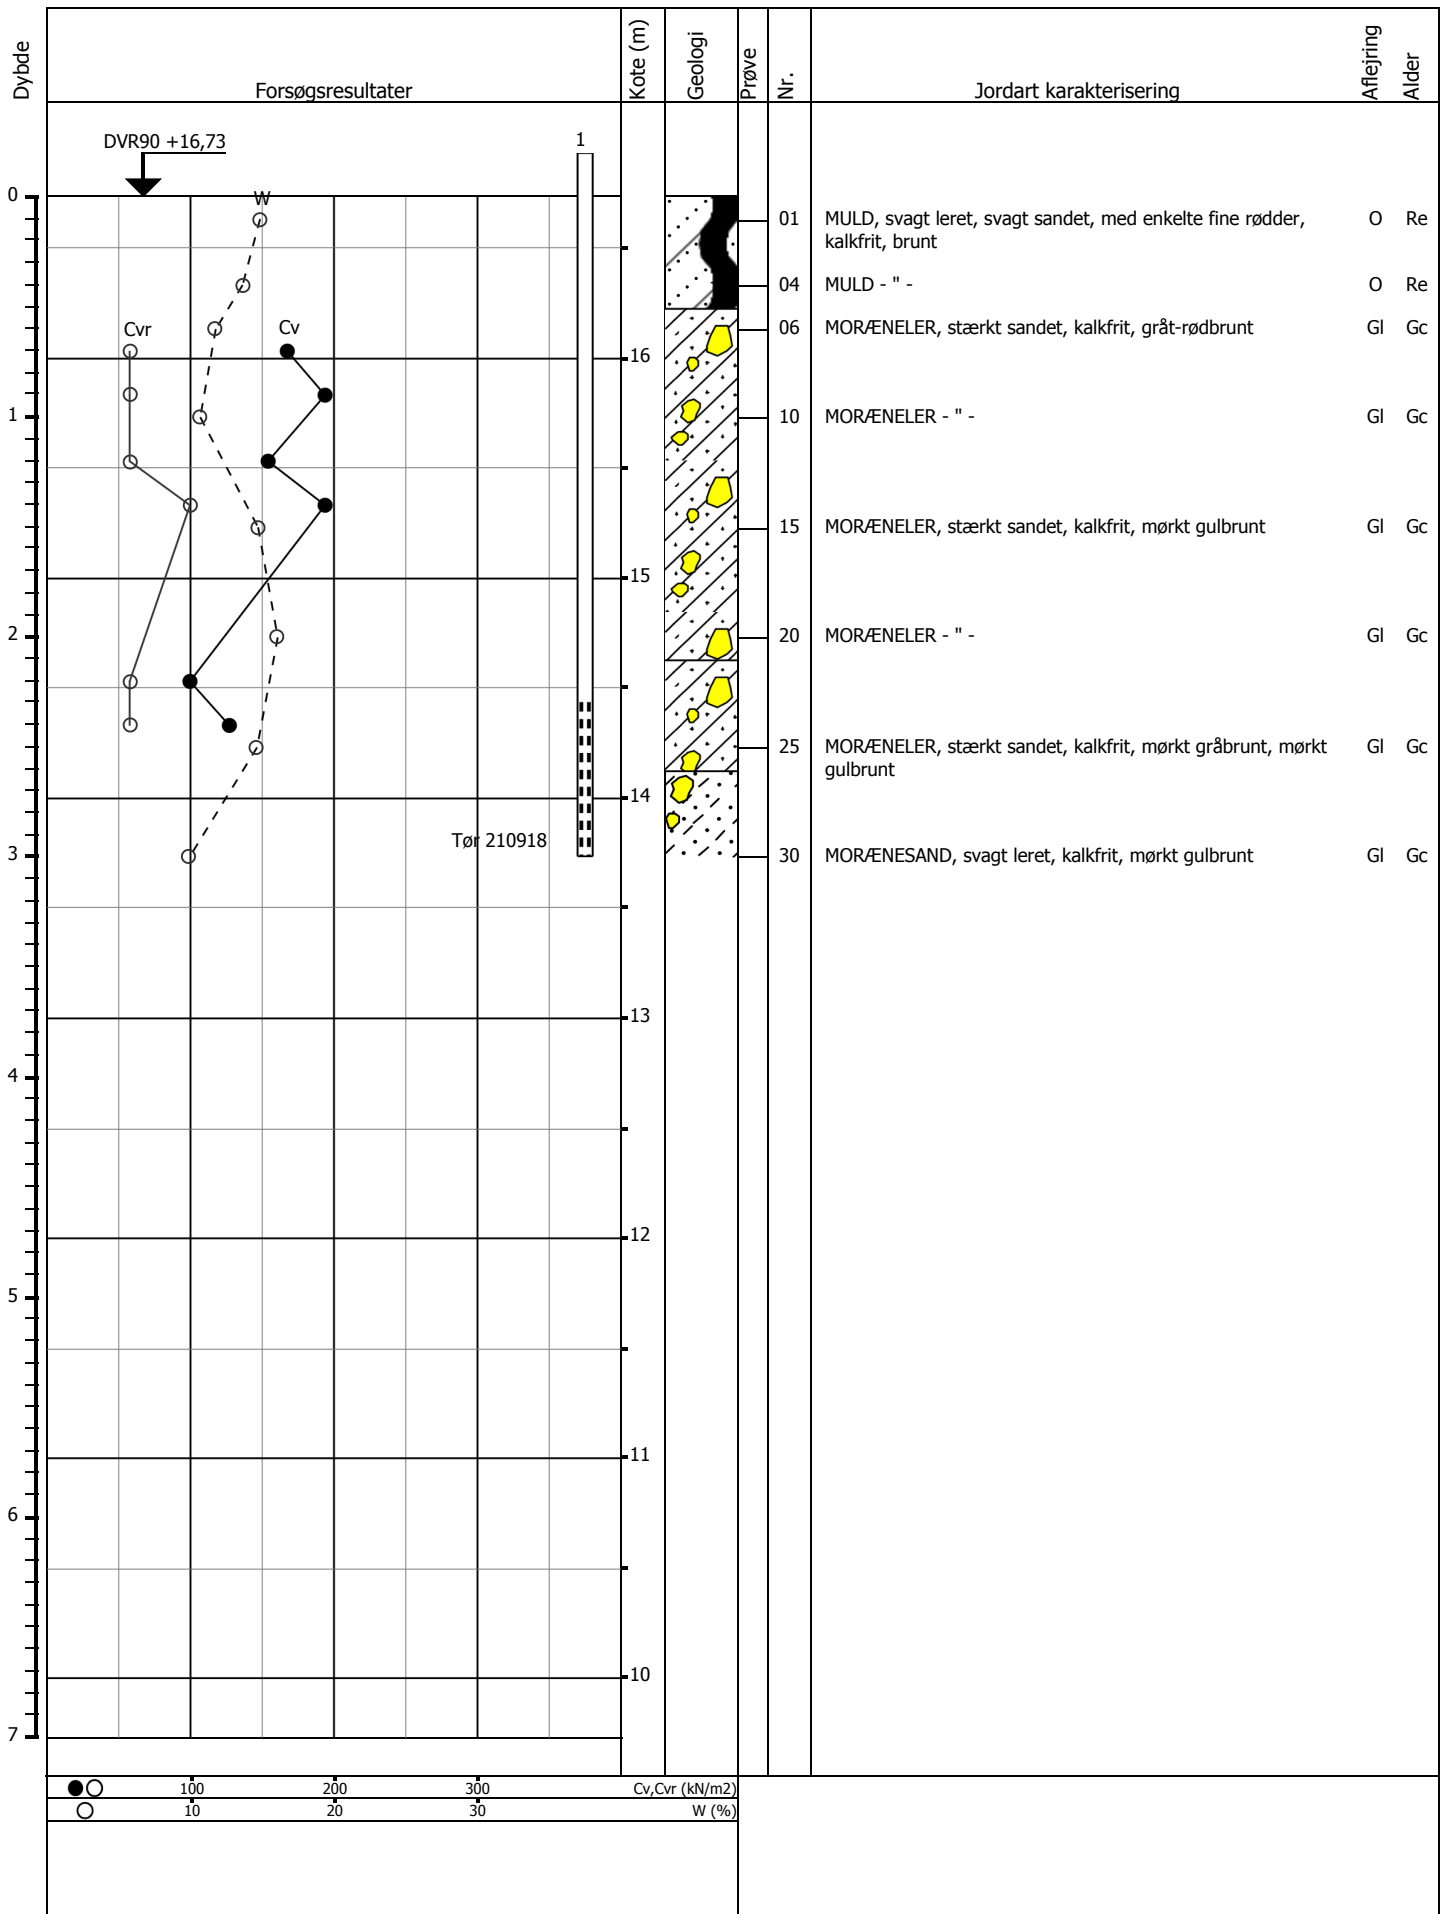 Dybde
Forsøgsresultater
Kote (m)
Geologi
Prøve
Nr.
Jordart karakterisering
Aflejring
Alder
DVR90 +16,73
1
0
W
01 MULD, svagt leret, svagt sandet, med enkelte fine rødder, O Re
kalkfrit, brunt
04 MULD - " - O Re
Cvr Cv
06 MORÆNELER, stærkt sandet, kalkfrit, gråt-rødbrunt Gl Gc
16
1
10 MORÆNELER - " - Gl Gc
15 MORÆNELER, stærkt sandet, kalkfrit, mørkt gulbrunt Gl Gc
15
2
20 MORÆNELER - " - Gl Gc
25 MORÆNELER, stærkt sandet, kalkfrit, mørkt gråbrunt, mørkt Gl Gc
gulbrunt
14
Tør 210918
3
30 MORÆNESAND, svagt leret, kalkfrit, mørkt gulbrunt Gl Gc
13
4
12
5
11
6
10
7
100 200 300 Cv,Cvr (kN/m2)
10 20 30 W (%)